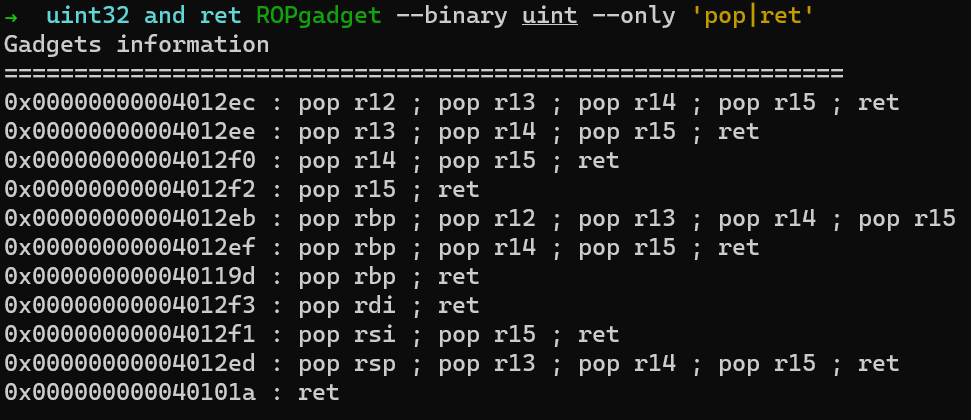 → uint32 and ret ROPgadget --binary uint --only 'pop|ret'
Gadgets information
============================================================
0x00000000004012ec : pop r12 ; pop r13 ; pop r14 ; pop r15 ; ret
0x00000000004012ee : pop r13 ; pop r14 ; pop r15 ; ret
0x00000000004012f0 : pop r14 ; pop r15 ; ret
0x00000000004012f2 : pop r15 ; ret
0x00000000004012eb : pop rbp ; pop r12 ; pop r13 ; pop r14 ; pop r15
0x00000000004012ef : pop rbp ; pop r14 ; pop r15 ; ret
0x000000000040119d : pop rbp ; ret
0x00000000004012f3 : pop rdi ; ret
0x00000000004012f1 : pop rsi ; pop r15 ; ret
0x00000000004012ed : pop rsp ; pop r13 ; pop r14 ; pop r15 ; ret
0x000000000040101a : ret